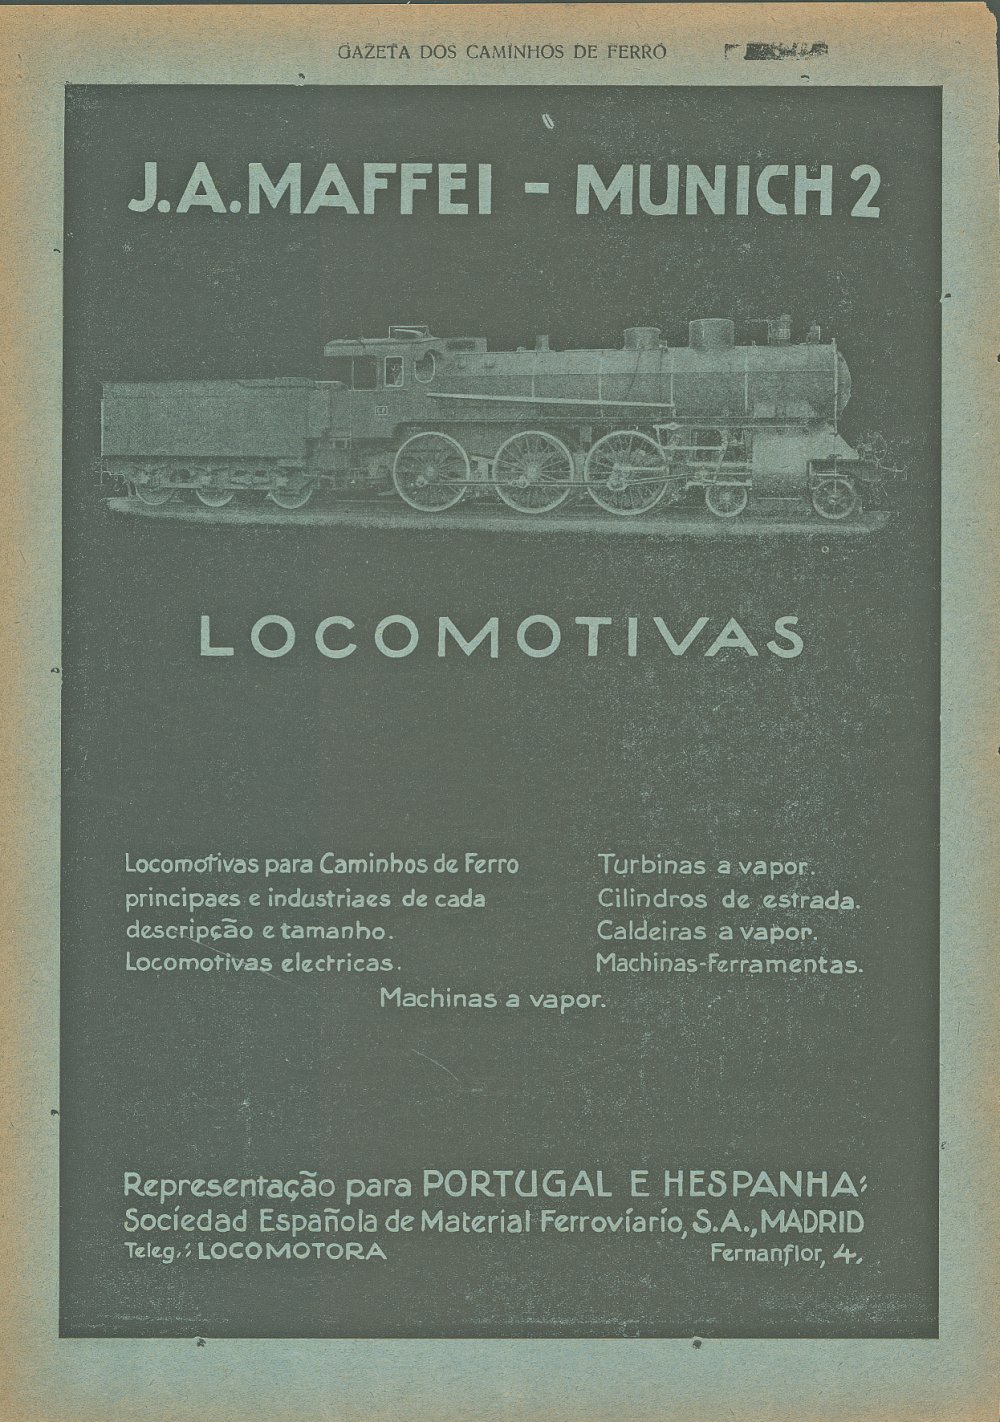 GAZETA DOS CAMINHOS DE FERRO
J.A.MAFFEI - MUNICH 2
LOCOMOTIVAS
Locomotivas para Caminhos de Ferro
principaes e industriaes de cada
descripção e tamanho.
Locomotivas electricas.
Turbinas a vapor.
Cilindros de estrada.
Caldeiras a vapor.
Machinas-Ferramentas.
Machinas a vapor.
Representação para PORTUGAL E HESPANHA:
Sociedad Española de Material Ferroviario, S.A., MADRID
Teleg.: LOCOMOTORA
Fernanflor, 4.